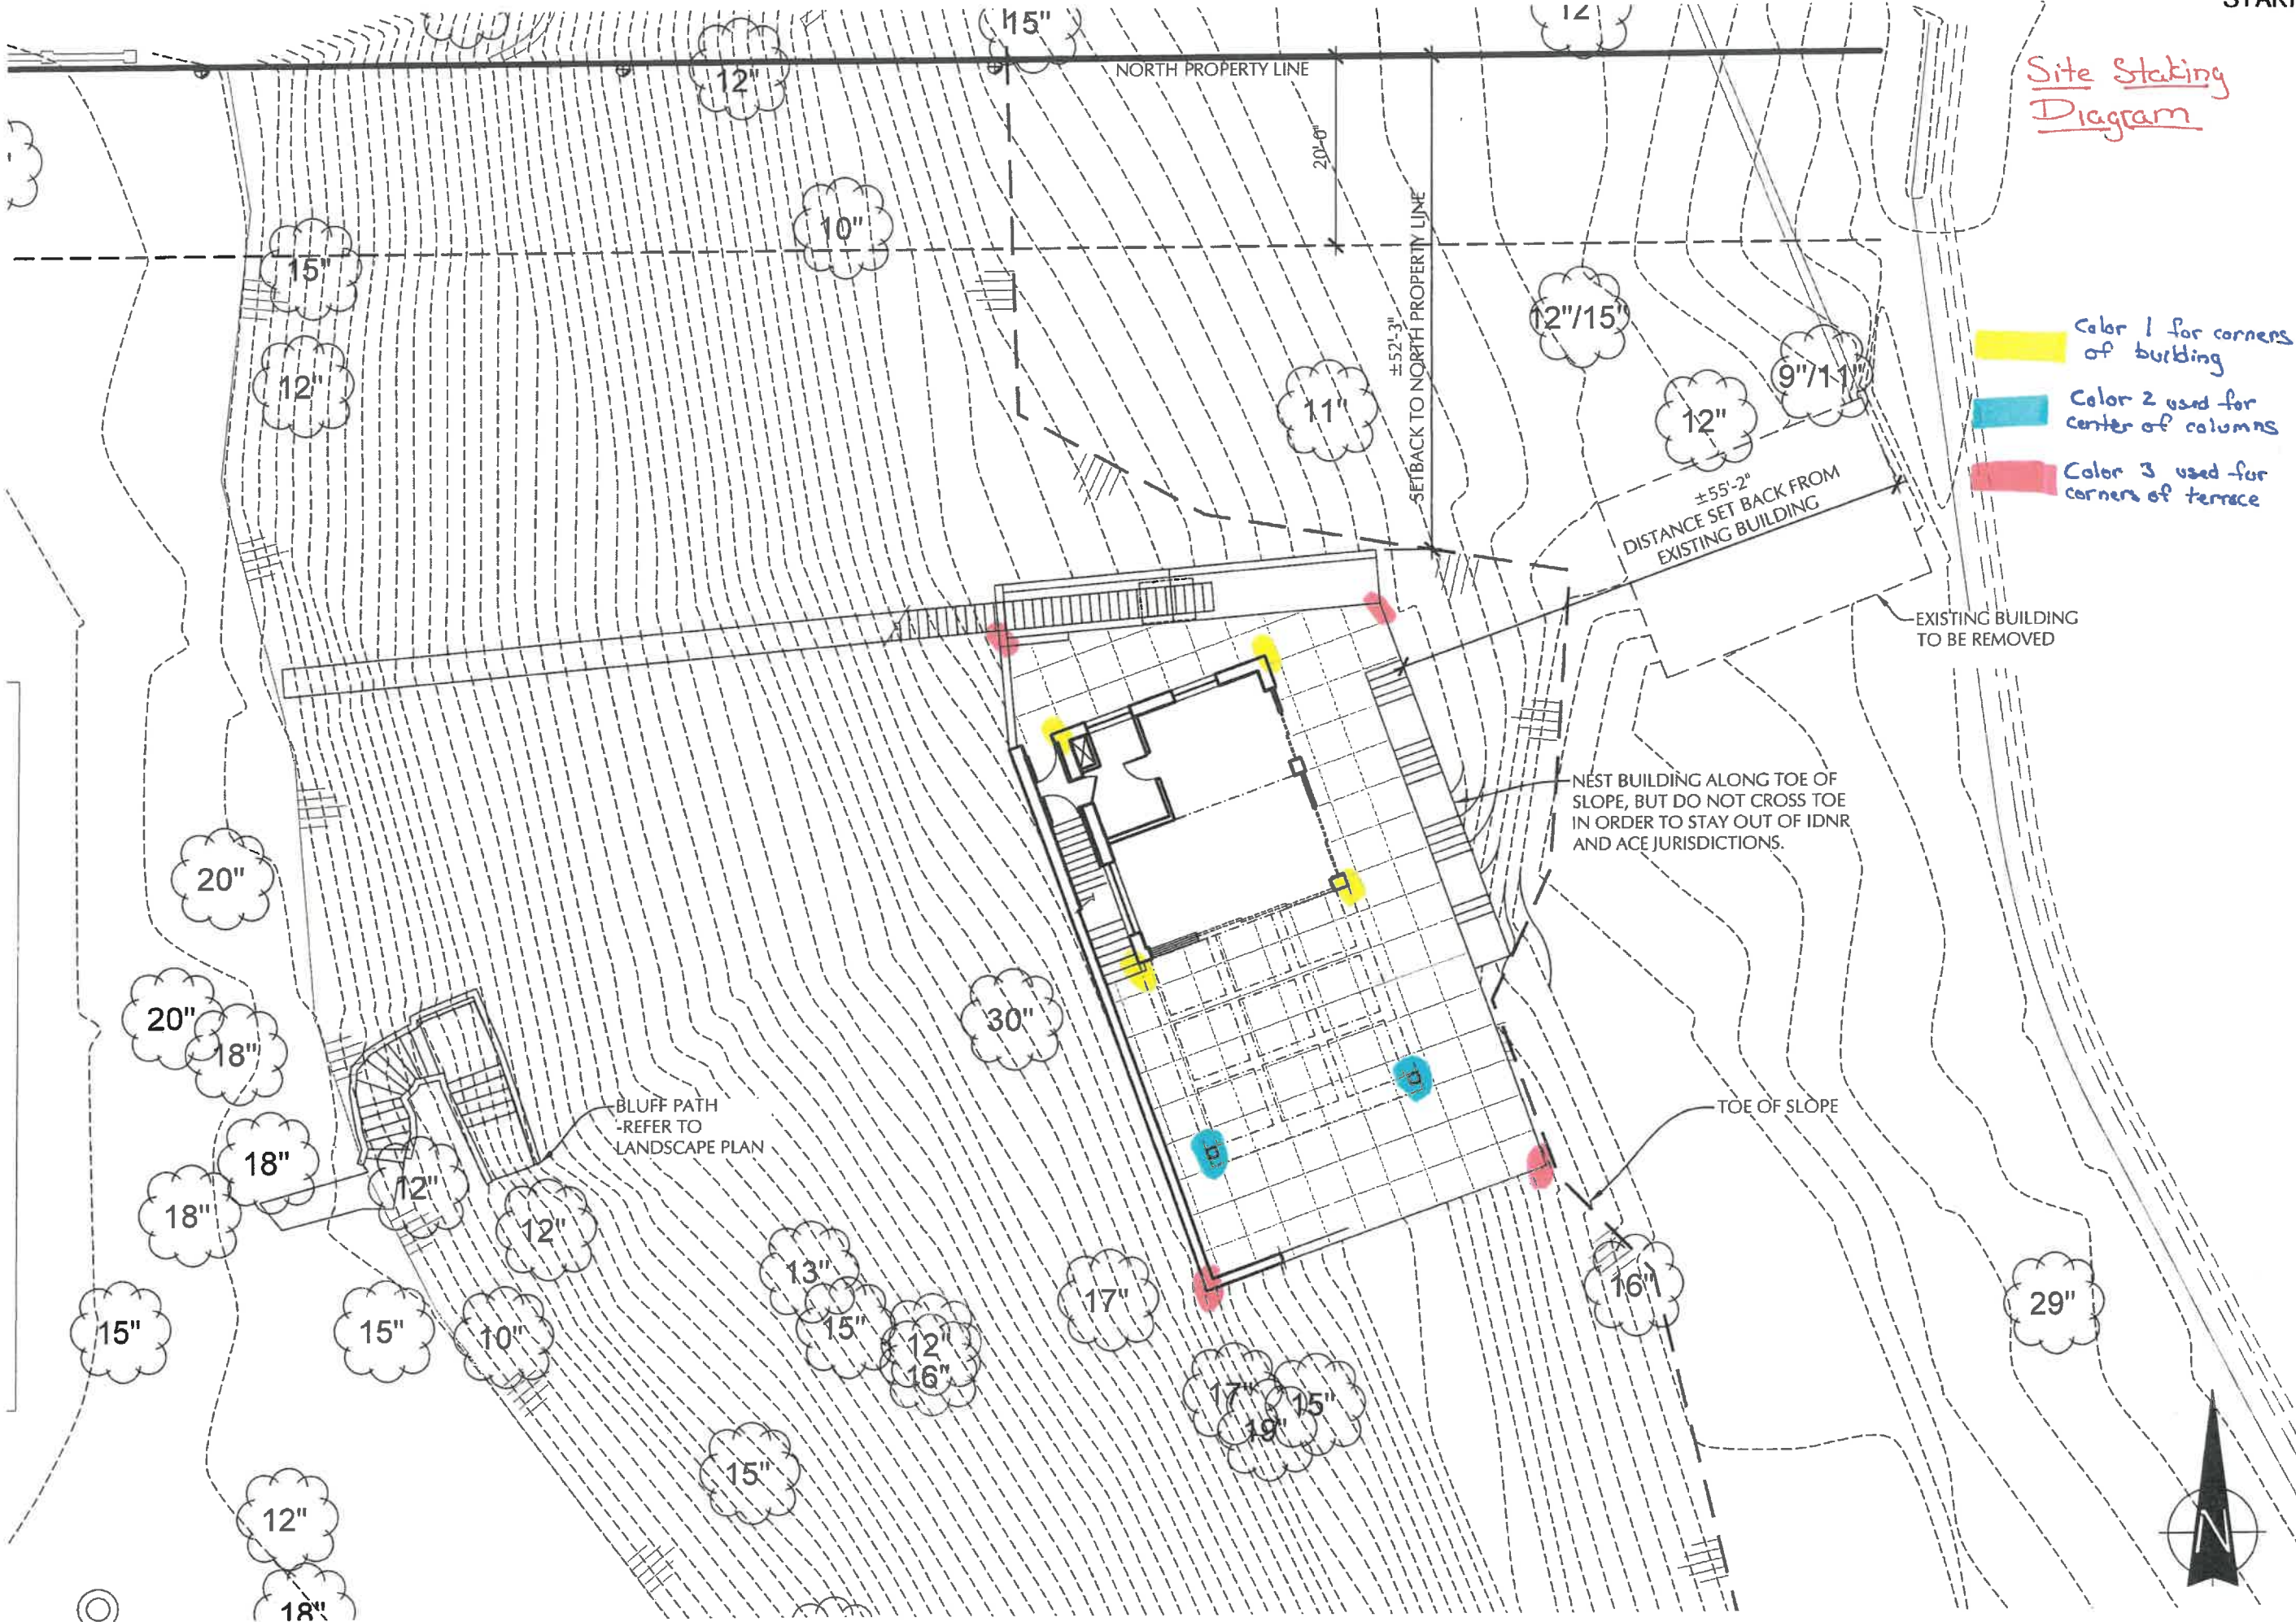 15"
12
12"
NORTH PROPERTY LINE
Site Staking
Diagram
20'-0"
10"
15"
±52'-3"
SETBACK TO NORTH PROPERTY LINE
12"/15"
Color 1 for corners
of building
12"
11"
9"/11"
12"
Color 2 used for
center of columns
±55'-2"
DISTANCE SET BACK FROM
EXISTING BUILDING
Color 3 used for
corners of terrace
EXISTING BUILDING
TO BE REMOVED
NEST BUILDING ALONG TOE OF
SLOPE, BUT DO NOT CROSS TOE
IN ORDER TO STAY OUT OF IDNR
AND ACE JURISDICTIONS.
20"
20"
18"
30"
BLUFF PATH
-REFER TO
LANDSCAPE PLAN
TOE OF SLOPE
18"
12"
18"
12"
13"
17"
16"
29"
15"
15"
10"
15"
12"
16"
17"
15"
19"
15"
12"
18"
N